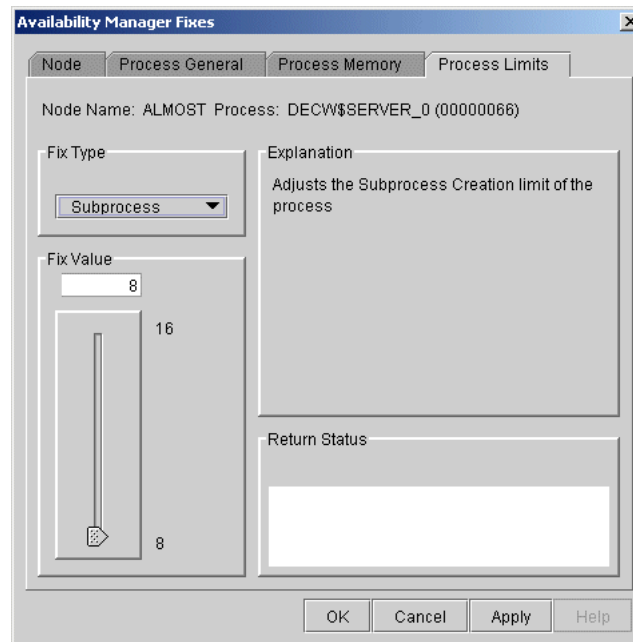 Availability Manager Fixes
Node Process General Process Memory Process Limits
Node Name: ALMOST Process: DECW$SERVER_0 (00000066)
Fix Type
Subprocess
Explanation
Adjusts the Subprocess Creation limit of the
process
Fix Value
8
16
8
Return Status
OK Cancel Apply Help